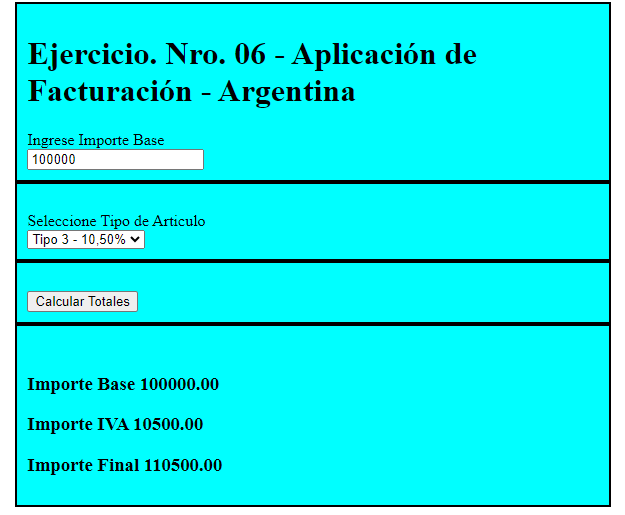 Ejercicio. Nro. 06 - Aplicación de
Facturación - Argentina
Ingrese Importe Base
100000
Seleccione Tipo de Articulo
Tipo 3 - 10,50%
Calcular Totales
Importe Base 100000.00
Importe IVA 10500.00
Importe Final 110500.00